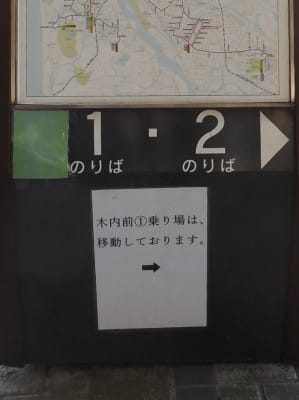 1・2
のりば のりば
木内前①乗り場は、
移動しております。
➡